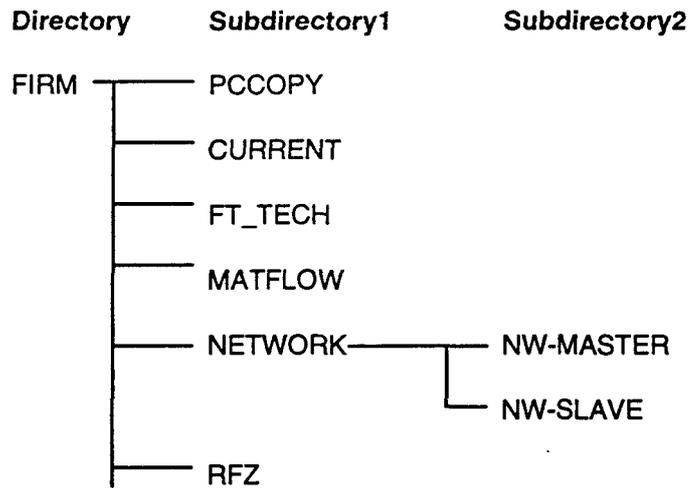 Directory Subdirectory1 Subdirectory2
FIRM PCCOPY
CURRENT
FT_TECH
MATFLOW
NETWORK NW-MASTER
NW-SLAVE
RFZ